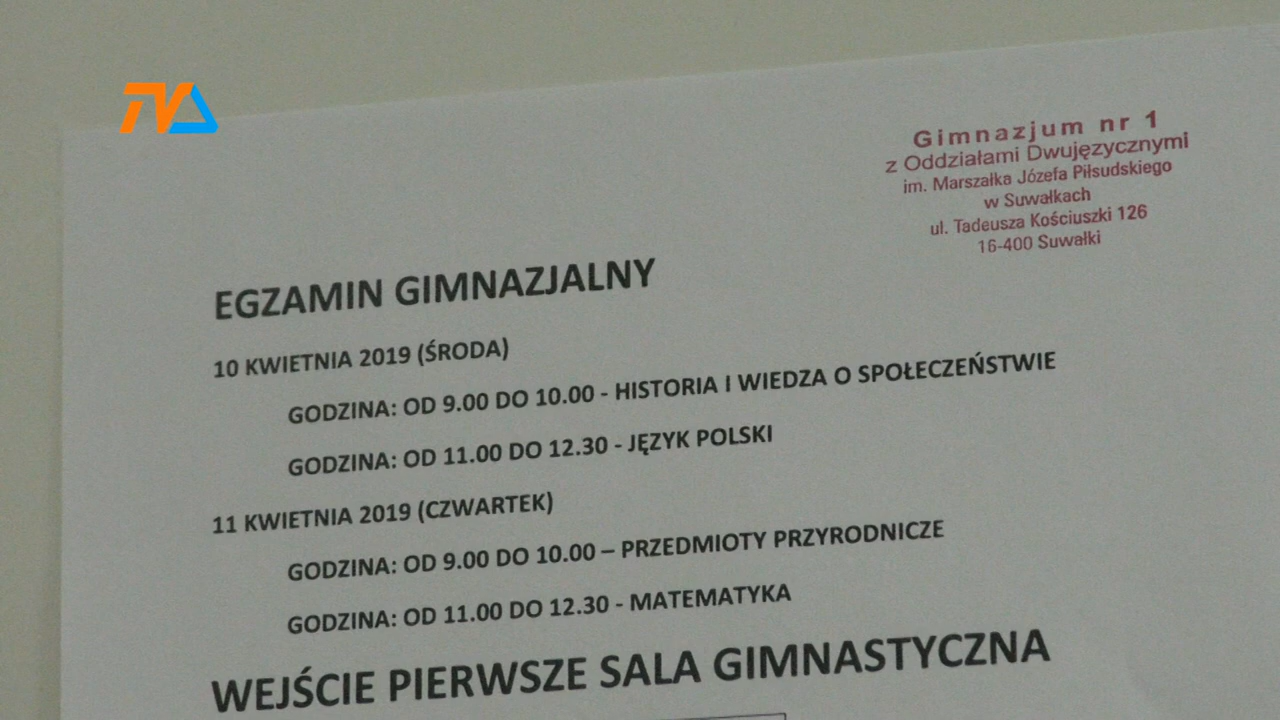 TVA
Gimnazjum nr 1
z Oddziałami Dwujęzycznymi
im. Marszałka Józefa Piłsudskiego
w Suwałkach
ul. Tadeusza Kościuszki 126
16-400 Suwałki
EGZAMIN GIMNAZJALNY
10 KWIETNIA 2019 (ŚRODA)
GODZINA: OD 9.00 DO 10.00 - HISTORIA I WIEDZA O SPOŁECZEŃSTWIE
GODZINA: OD 11.00 DO 12.30 - JĘZYK POLSKI
11 KWIETNIA 2019 (CZWARTEK)
GODZINA: OD 9.00 DO 10.00 – PRZEDMIOTY PRZYRODNICZE
GODZINA: OD 11.00 DO 12.30 - MATEMATYKA
WEJŚCIE PIERWSZE SALA GIMNASTYCZNA